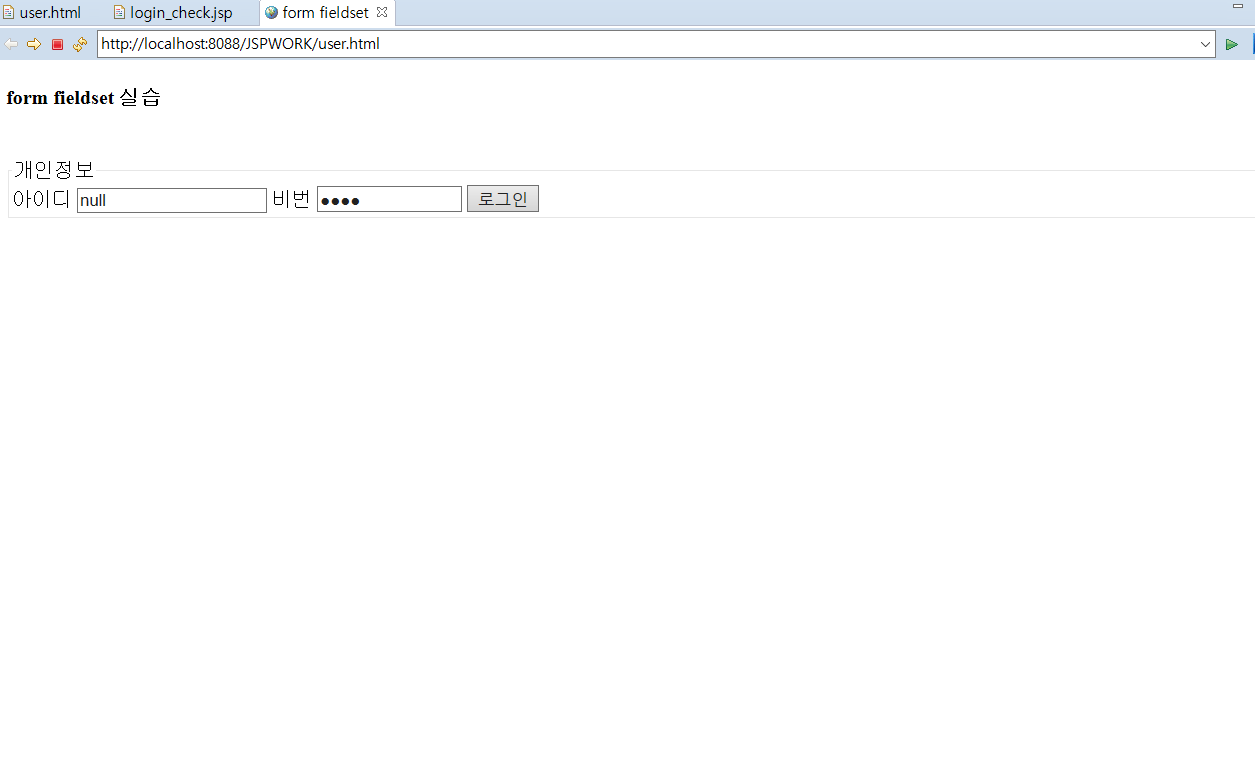 user.html login_check.jsp form fieldset
http://localhost:8088/JSPWORK/user.html
form fieldset 실습
개인정보
아이디 null 비번 ●●●● 로그인